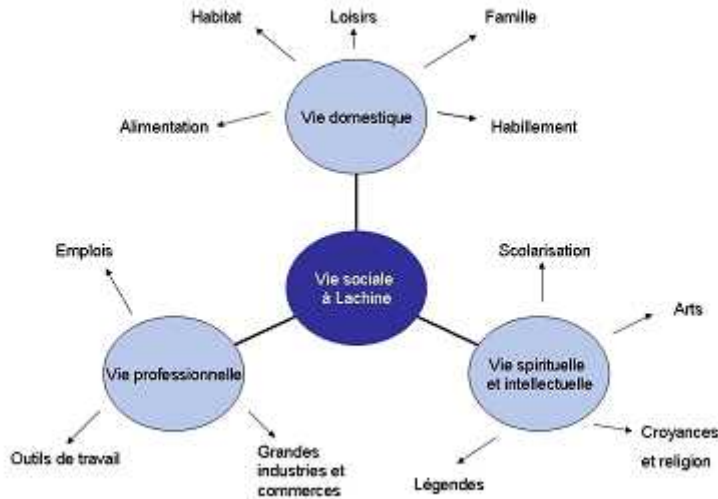 Habitat
Loisirs
Famille
Alimentation
Vie domestique
Habillement
Emplois
Scolarisation
Vie sociale
à Lachine
Arts
Vie professionnelle
Vie spirituelle
et intellectuelle
Outils de travail
Grandes
industries et
commerces
Légendes
Croyances
et religion